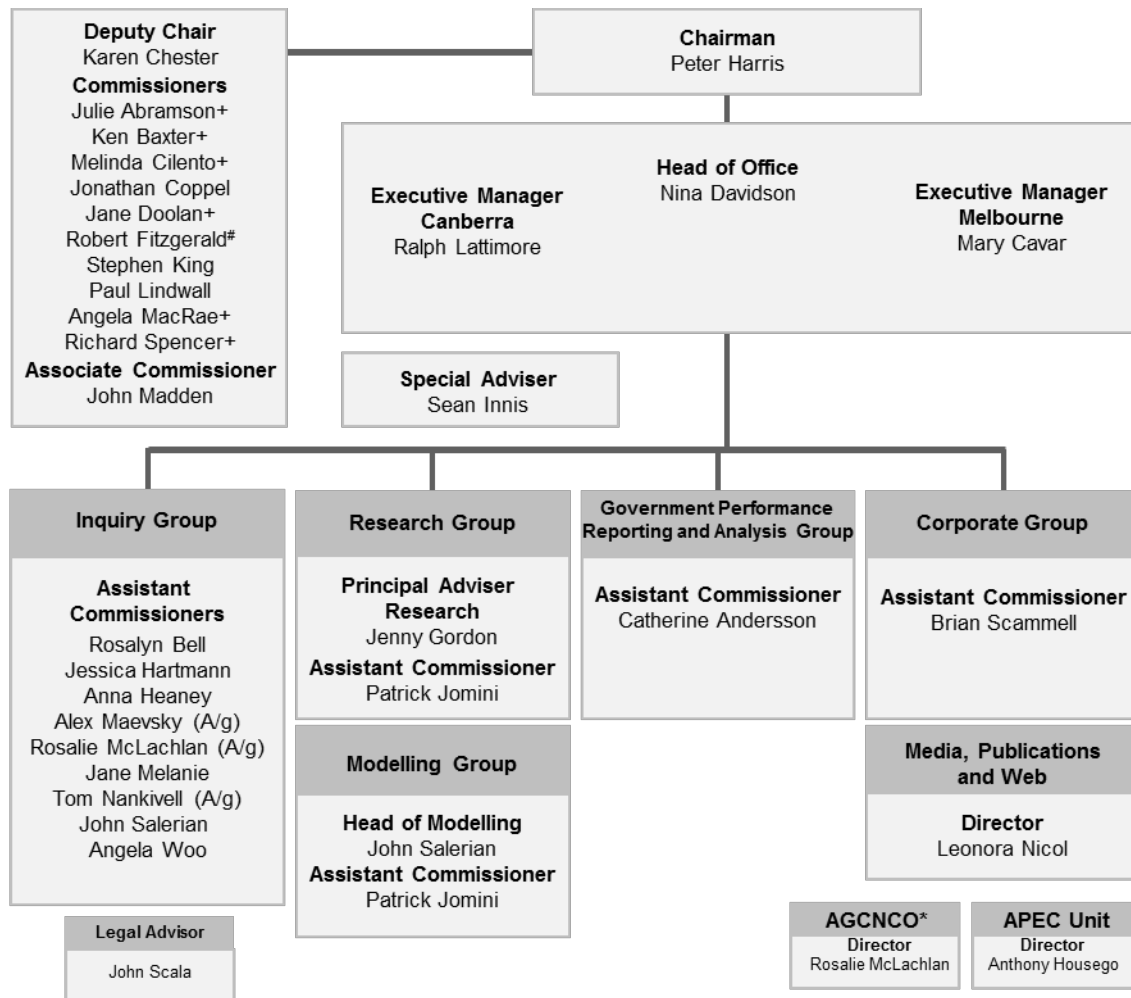 Deputy Chair
Karen Chester
Commissioners
Julie Abramson+
Ken Baxter+
Melinda Cilento+
Jonathan Coppel
Jane Doolan+
Robert Fitzgerald#
Stephen King
Paul Lindwall
Angela MacRae+
Richard Spencer+
Associate Commissioner
John Madden
Chairman
Peter Harris
Executive Manager
Canberra
Ralph Lattimore
Head of Office
Nina Davidson
Executive Manager
Melbourne
Mary Cavar
Special Adviser
Sean Innis
Inquiry Group
Assistant
Commissioners
Rosalyn Bell
Jessica Hartmann
Anna Heaney
Alex Maevsky (A/g)
Rosalie McLachlan (A/g)
Jane Melanie
Tom Nankivell (A/g)
John Salerian
Angela Woo
Legal Advisor
John Scala
Research Group
Principal Adviser
Research
Jenny Gordon
Assistant Commissioner
Patrick Jomini
Modelling Group
Head of Modelling
John Salerian
Assistant Commissioner
Patrick Jomini
Government Performance
Reporting and Analysis Group
Assistant Commissioner
Catherine Andersson
Corporate Group
Assistant Commissioner
Brian Scammell
Media, Publications
and Web
Director
Leonora Nicol
AGCNCO*
Director
Rosalie McLachlan
APEC Unit
Director
Anthony Housego